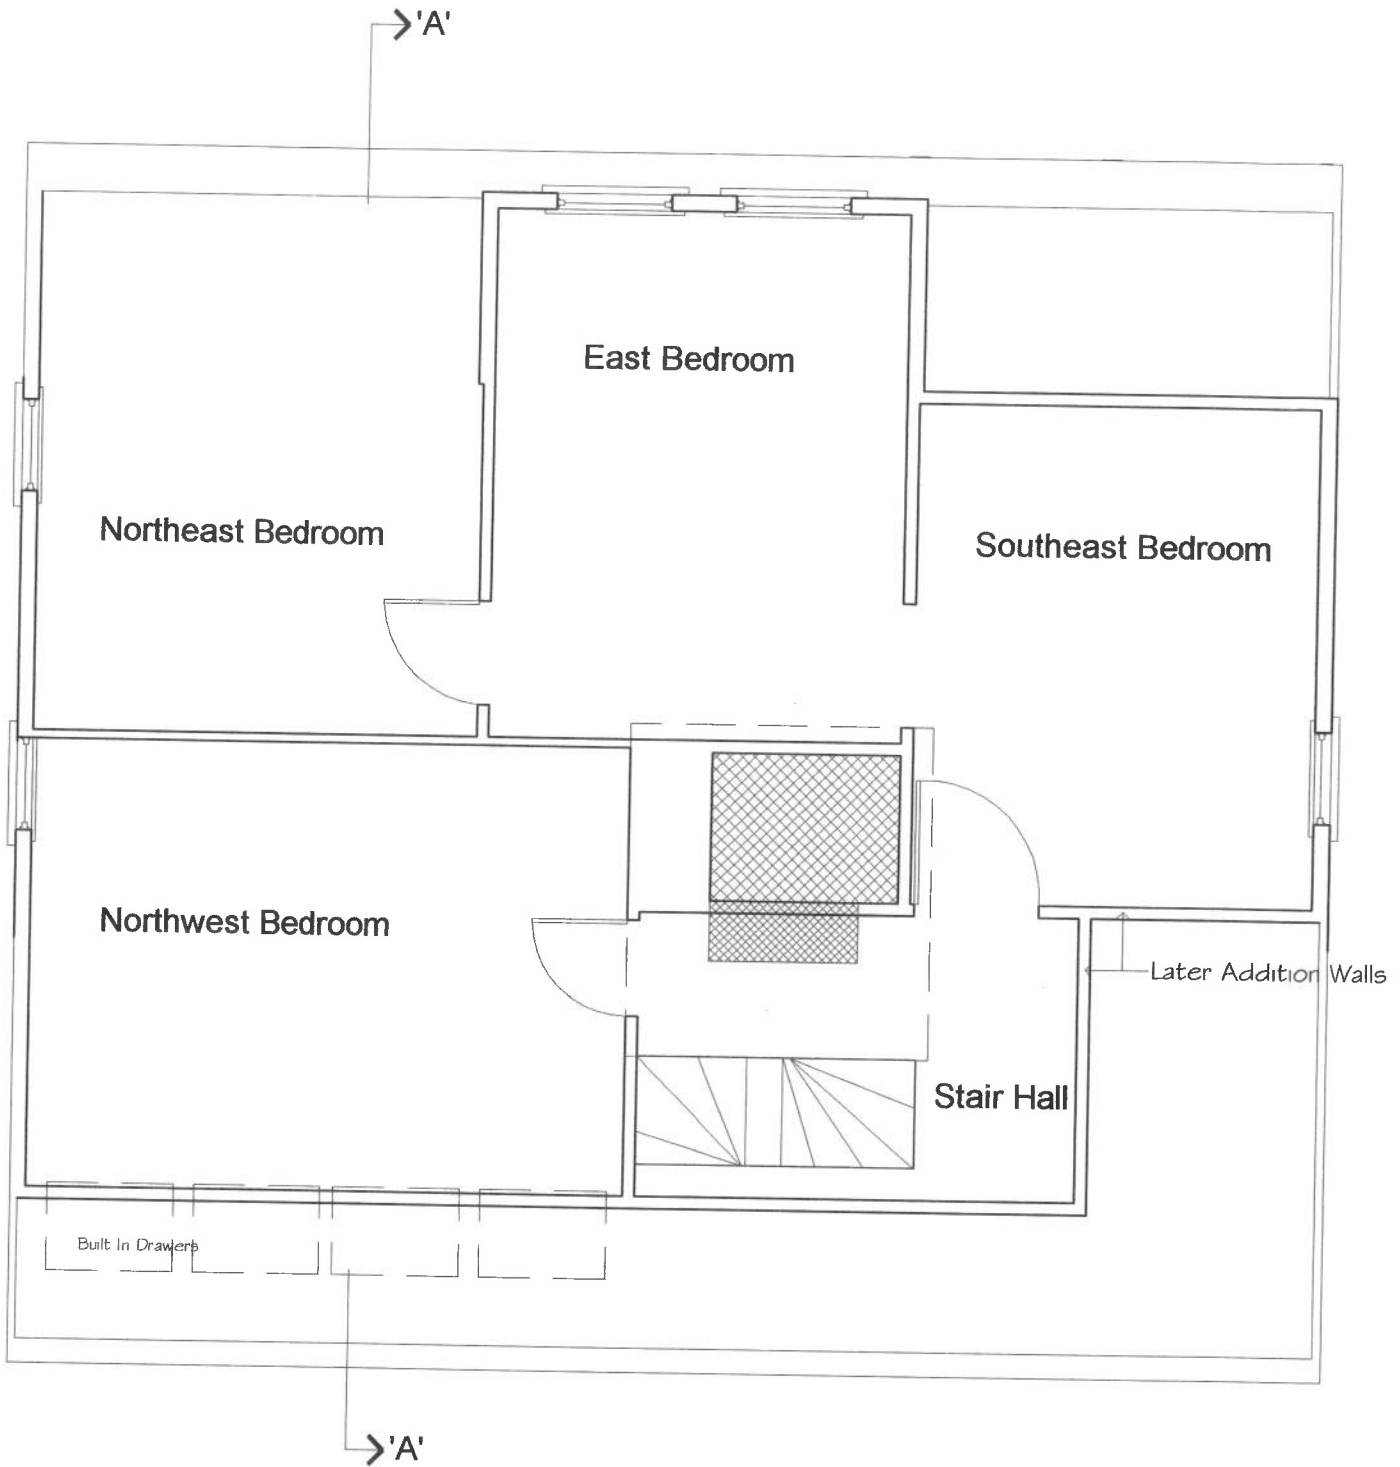 'A'
East Bedroom
Northeast Bedroom
Southeast Bedroom
Northwest Bedroom
Later Addition Walls
Stair Hall
Built In Drawers
'A'